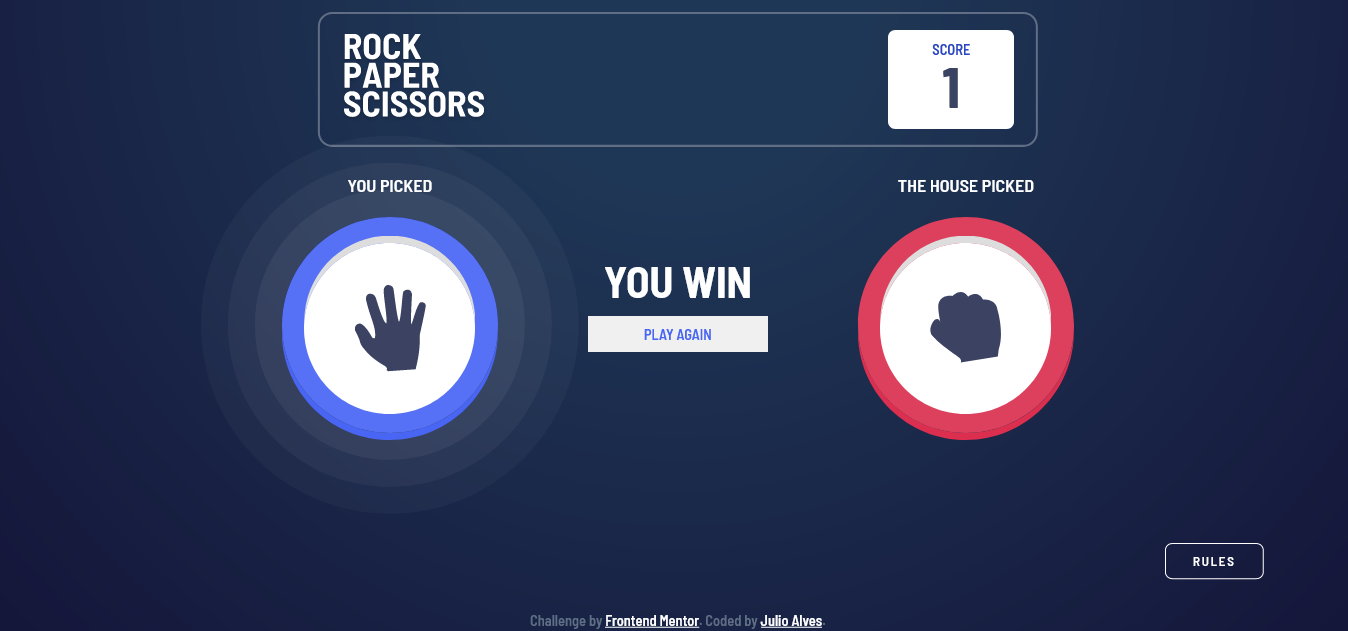 ROCK
PAPER
SCISSORS
SCORE
1
YOU PICKED
THE HOUSE PICKED
YOU WIN
PLAY AGAIN
RULES
Challenge by Frontend Mentor. Coded by Julio Alves.